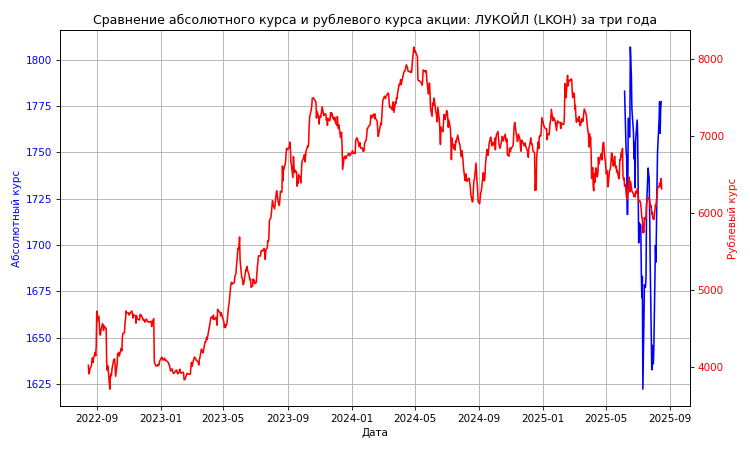 Сравнение абсолютного курса и рублевого курса акции: ЛУКОЙЛ (LKOH) за три года
Абсолютный курс
1800
1775
1750
1725
1700
1675
1650
1625
8000
7000
6000
5000
4000
Рублевый курс
2022-09 2023-01 2023-05 2023-09 2024-01 2024-05 2024-09 2025-01 2025-05 2025-09
Дата